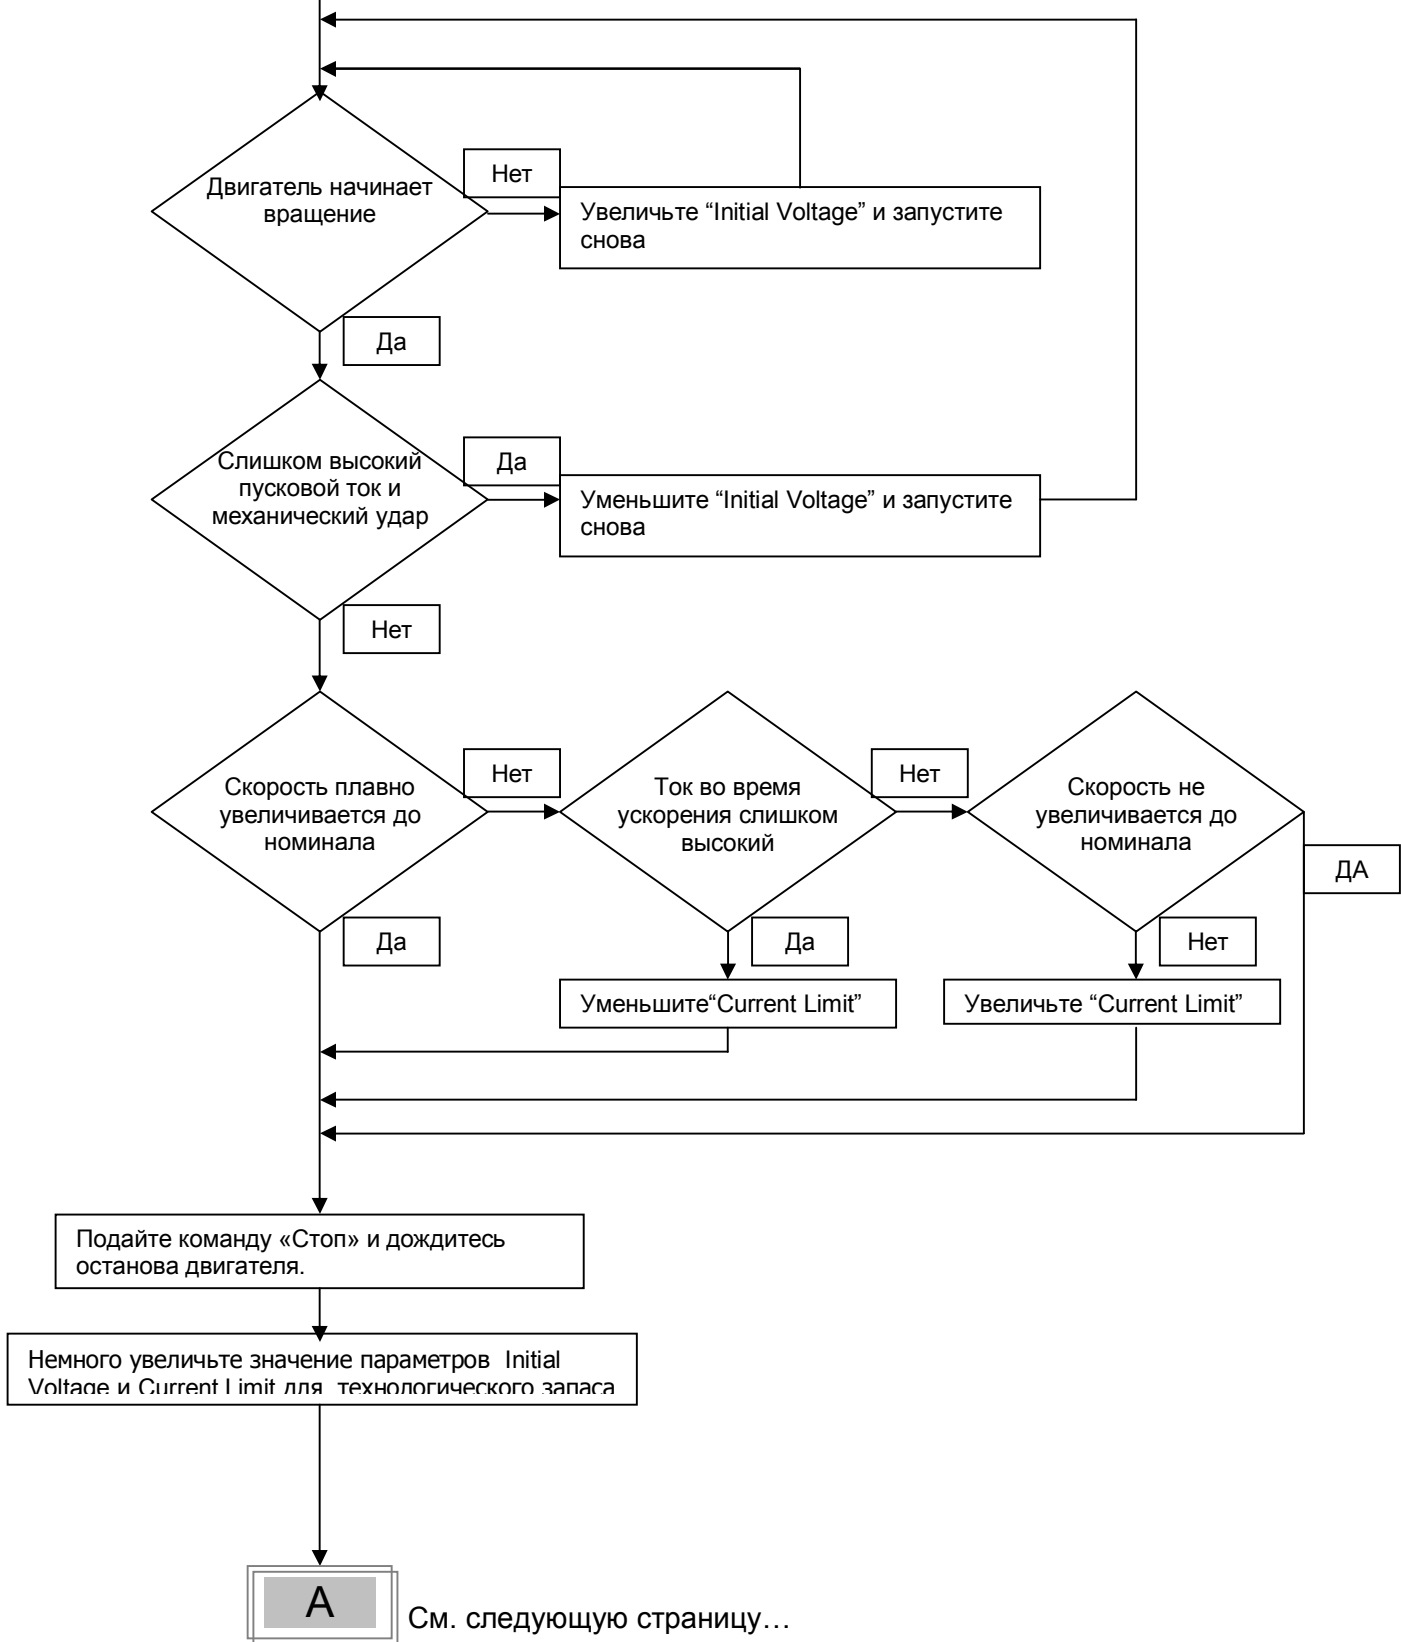 Нет
Двигатель начинает
вращение
Увеличьте “Initial Voltage” и запустите
снова
Да
Да
Слишком высокий
пусковой ток и
механический удар
Уменьшите “Initial Voltage” и запустите
снова
Нет
Нет
Нет
Скорость плавно
увеличивается до
номинала
Ток во время
ускорения слишком
высокий
Скорость не
увеличивается до
номинала
ДА
Да
Да
Нет
Уменьшите“Current Limit”
Увеличьте “Current Limit”
Подайте команду «Стоп» и дождитесь
останова двигателя.
Немного увеличьте значение параметров Initial
Voltage и Current Limit для технологического запаса
А
См. следующую страницу…